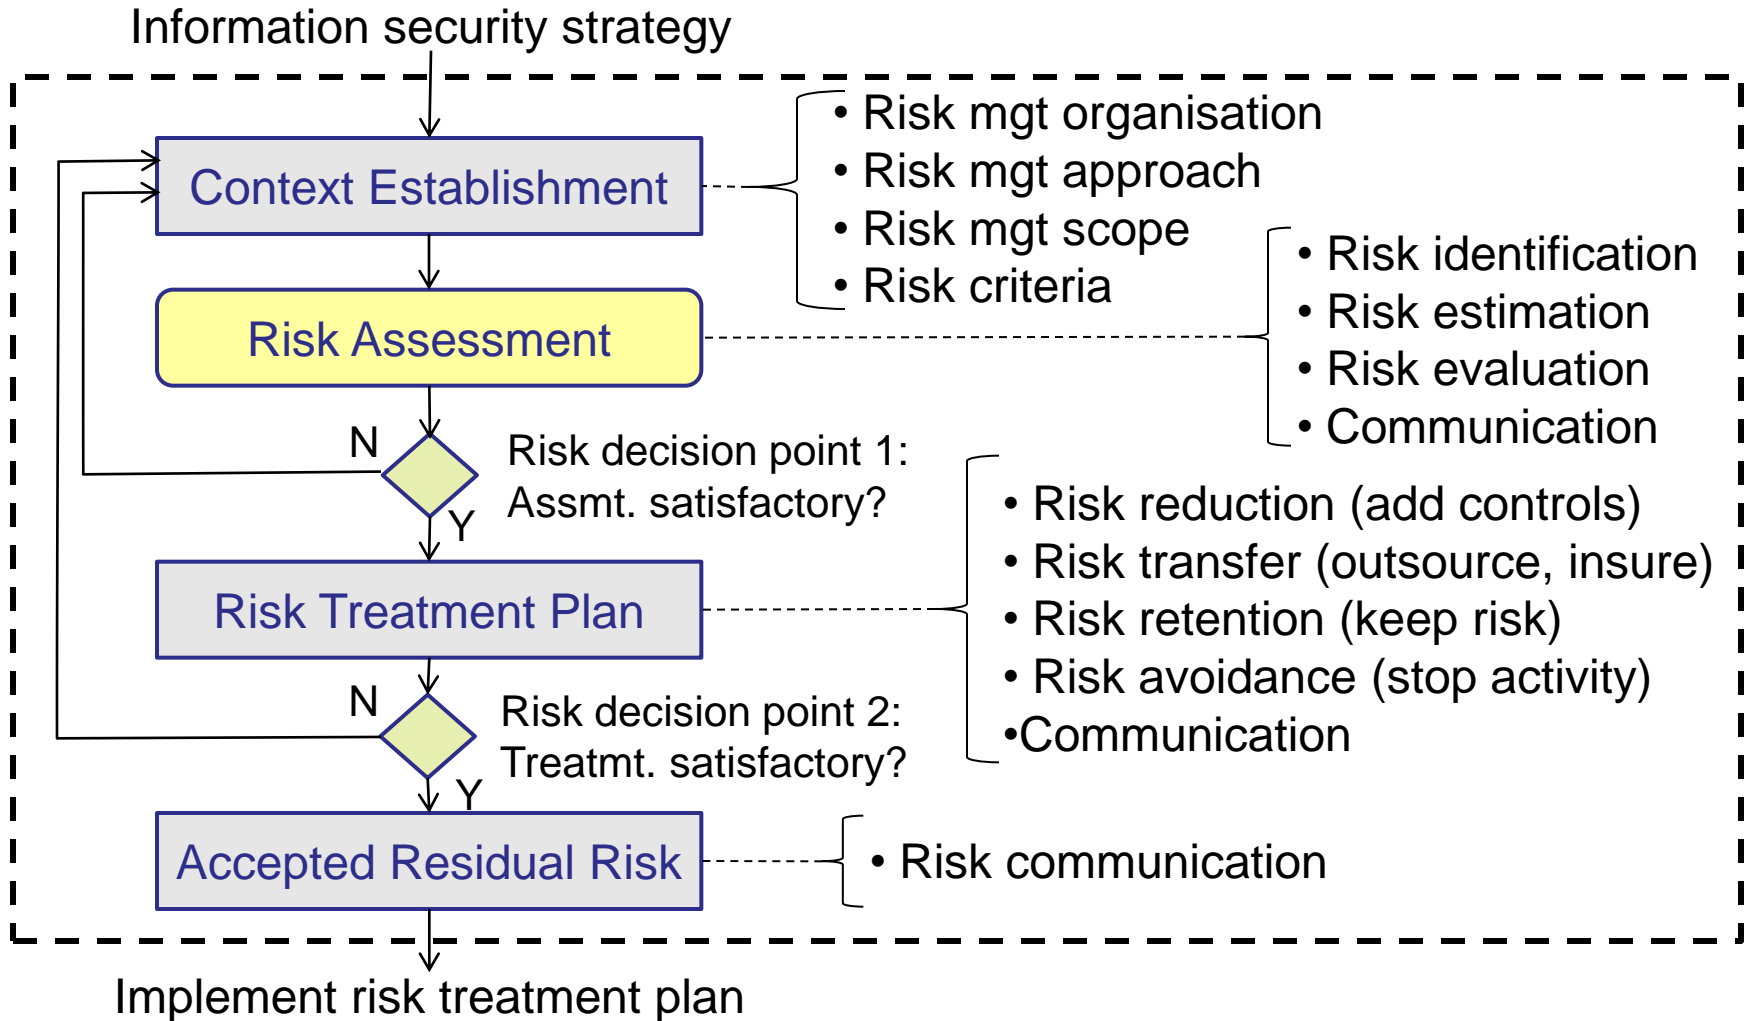 Information security strategy
Context Establishment
• Risk mgt organisation
• Risk mgt approach
• Risk mgt scope
• Risk criteria
Risk Assessment
• Risk identification
• Risk estimation
• Risk evaluation
• Communication
N
Y
Risk decision point 1:
Assmt. satisfactory?
Risk Treatment Plan
• Risk reduction (add controls)
• Risk transfer (outsource, insure)
• Risk retention (keep risk)
• Risk avoidance (stop activity)
•Communication
N
Y
Risk decision point 2:
Treatmt. satisfactory?
Accepted Residual Risk
• Risk communication
Implement risk treatment plan